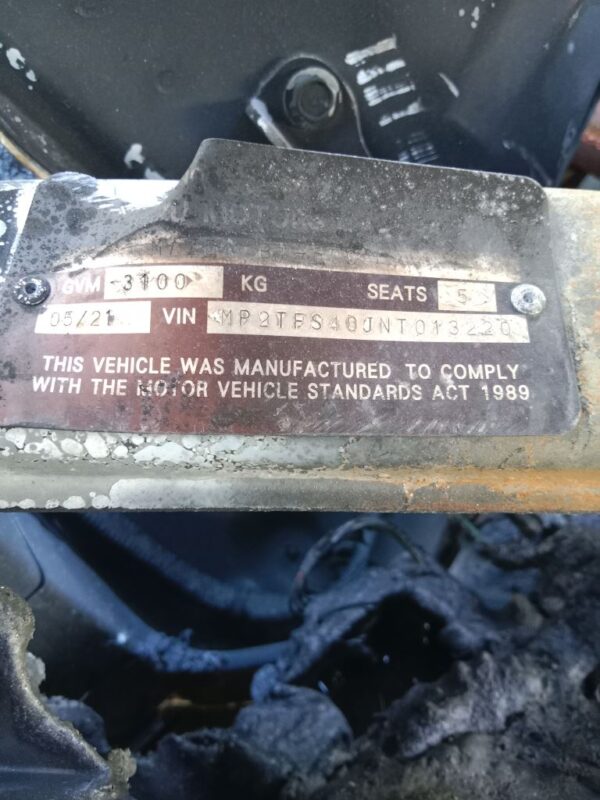 MOTORS
GVM 3100 KG SEATS 5
05/21 VIN MP2TFS40JNT013220
THIS VEHICLE WAS MANUFACTURED TO COMPLY
WITH THE MOTOR VEHICLE STANDARDS ACT 1989